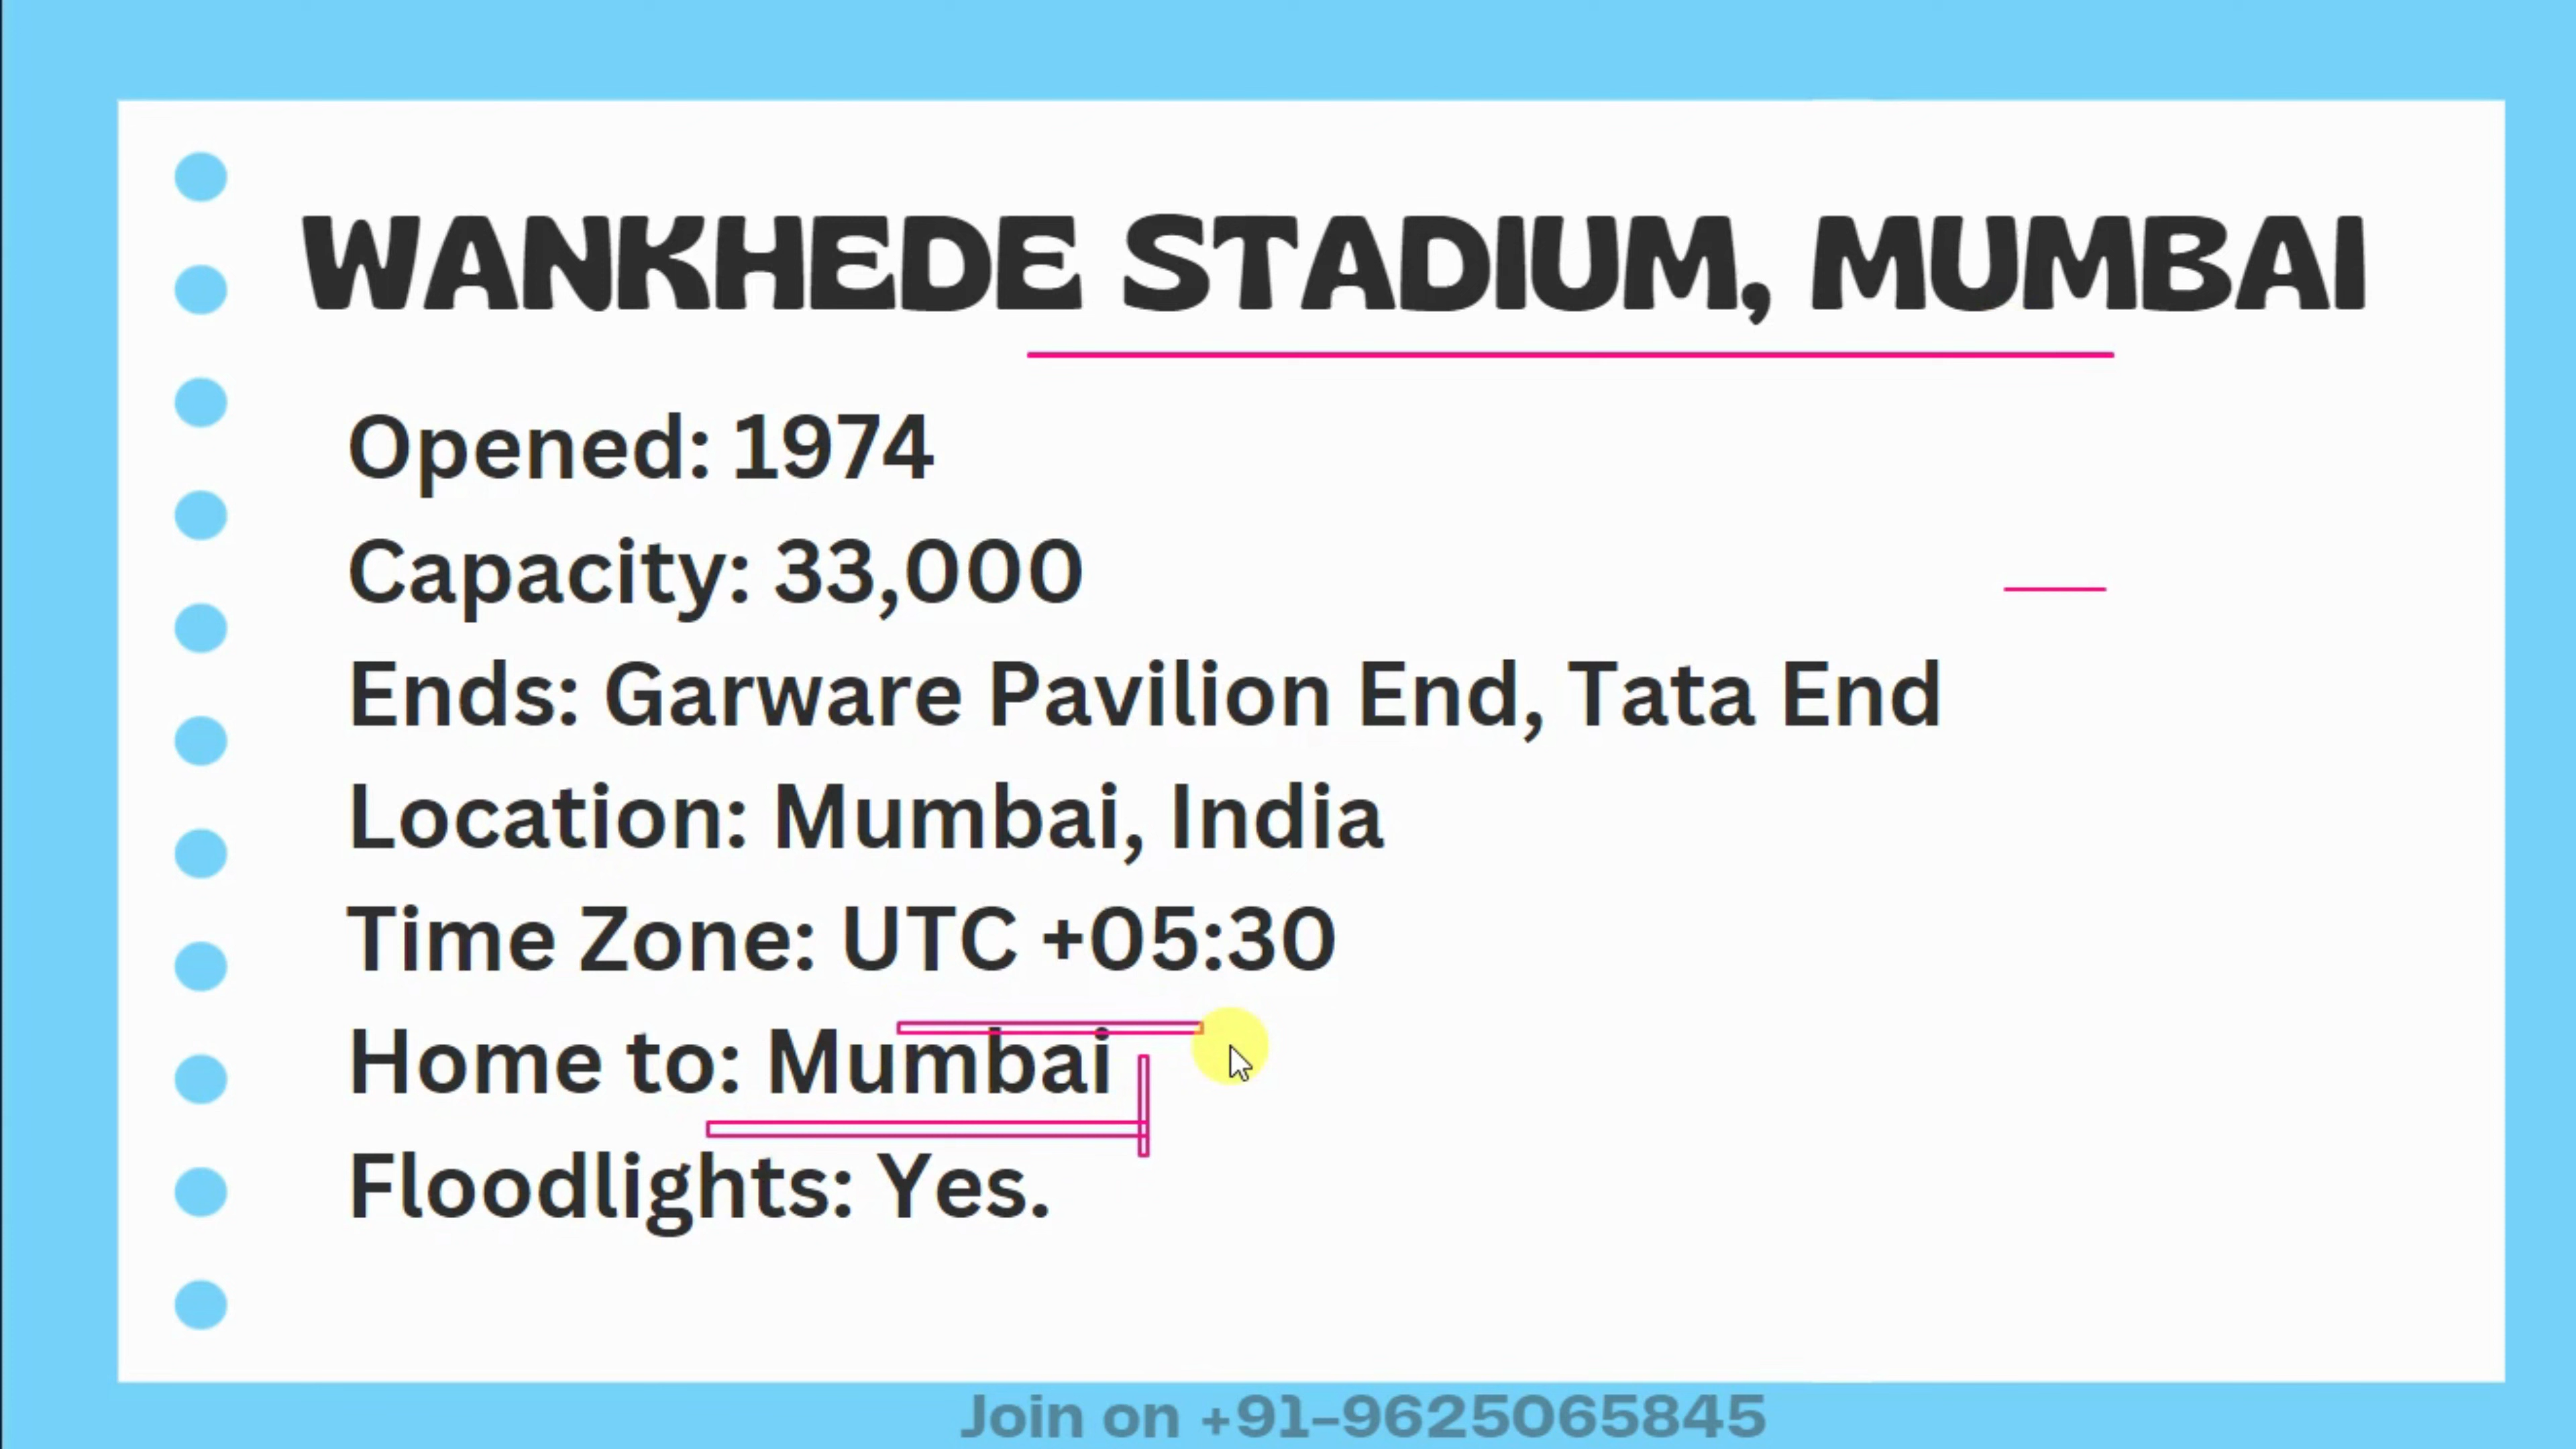 WANKHEDE STADIUM, MUMBAI
Opened: 1974
Capacity: 33,000
Ends: Garware Pavilion End, Tata End
Location: Mumbai, India
Time Zone: UTC +05:30
Home to: Mumbai
Floodlights: Yes.
Join on +91-9625065845